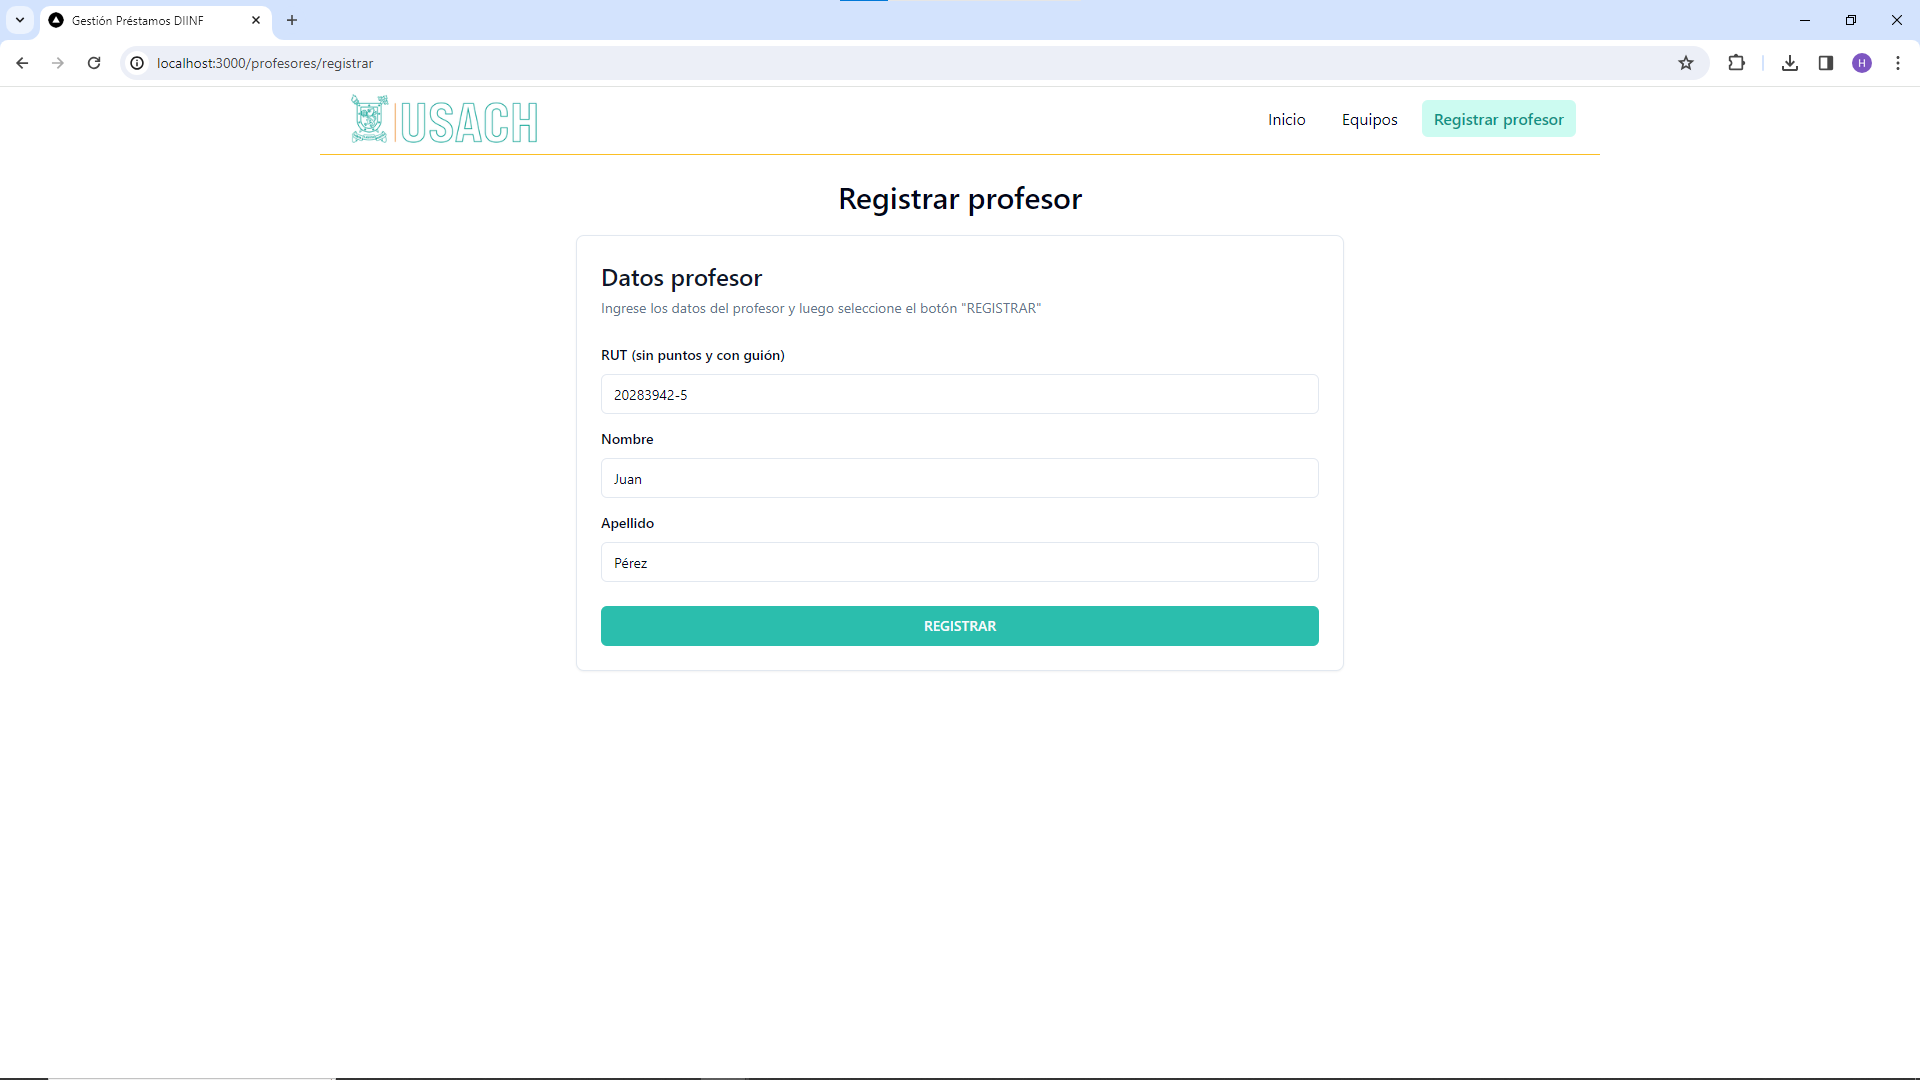 Gestión Préstamos DIINF
localhost:3000/profesores/registrar
H
USACH
Inicio
Equipos
Registrar profesor
Registrar profesor
Datos profesor
Ingrese los datos del profesor y luego seleccione el botón "REGISTRAR"
RUT (sin puntos y con guión)
20283942-5
Nombre
Juan
Apellido
Pérez
REGISTRAR